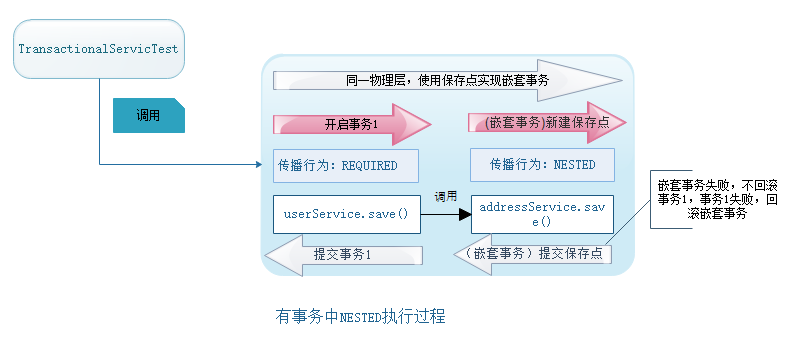 TransactionalServicTest
调用
同一物理层，使用保存点实现嵌套事务
开启事务1
(嵌套事务)新建保存点
传播行为：REQUIRED
传播行为：NESTED
嵌套事务失败，不回滚
事务1，事务1失败，回
滚嵌套事务
userService.save()
调用
addressService.sav
e()
提交事务1
（嵌套事务）提交保存点
有事务中NESTED执行过程